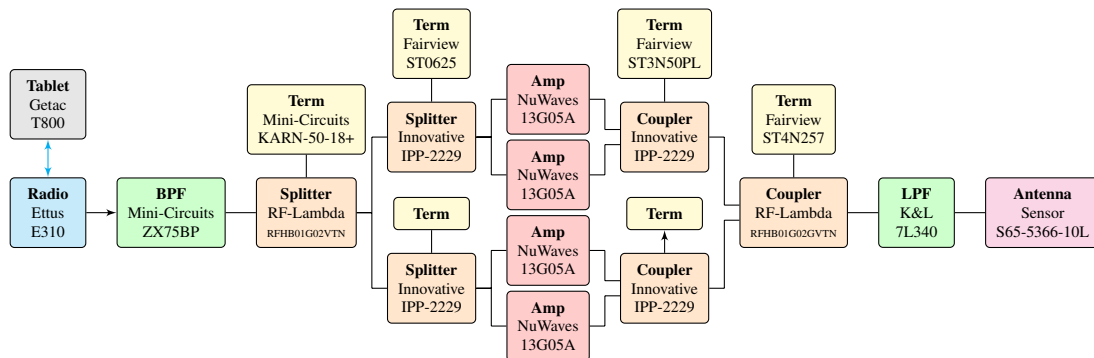 Tablet
Getac
T800
Radio
Ettus
E310
BPF
Mini-Circuits
ZX75BP
Term
Mini-Circuits
KARN-50-18+
Splitter
RF-Lambda
RFHB01G02VTN
Term
Fairview
ST0625
Splitter
Innovative
IPP-2229
Term
Splitter
Innovative
IPP-2229
Amp
NuWaves
13G05A
Amp
NuWaves
13G05A
Amp
NuWaves
13G05A
Amp
NuWaves
13G05A
Term
Fairview
ST3N50PL
Coupler
Innovative
IPP-2229
Term
Coupler
Innovative
IPP-2229
Term
Fairview
ST4N257
Coupler
RF-Lambda
RFHB01G02GVTN
LPF
K&L
7L340
Antenna
Sensor
S65-5366-10L